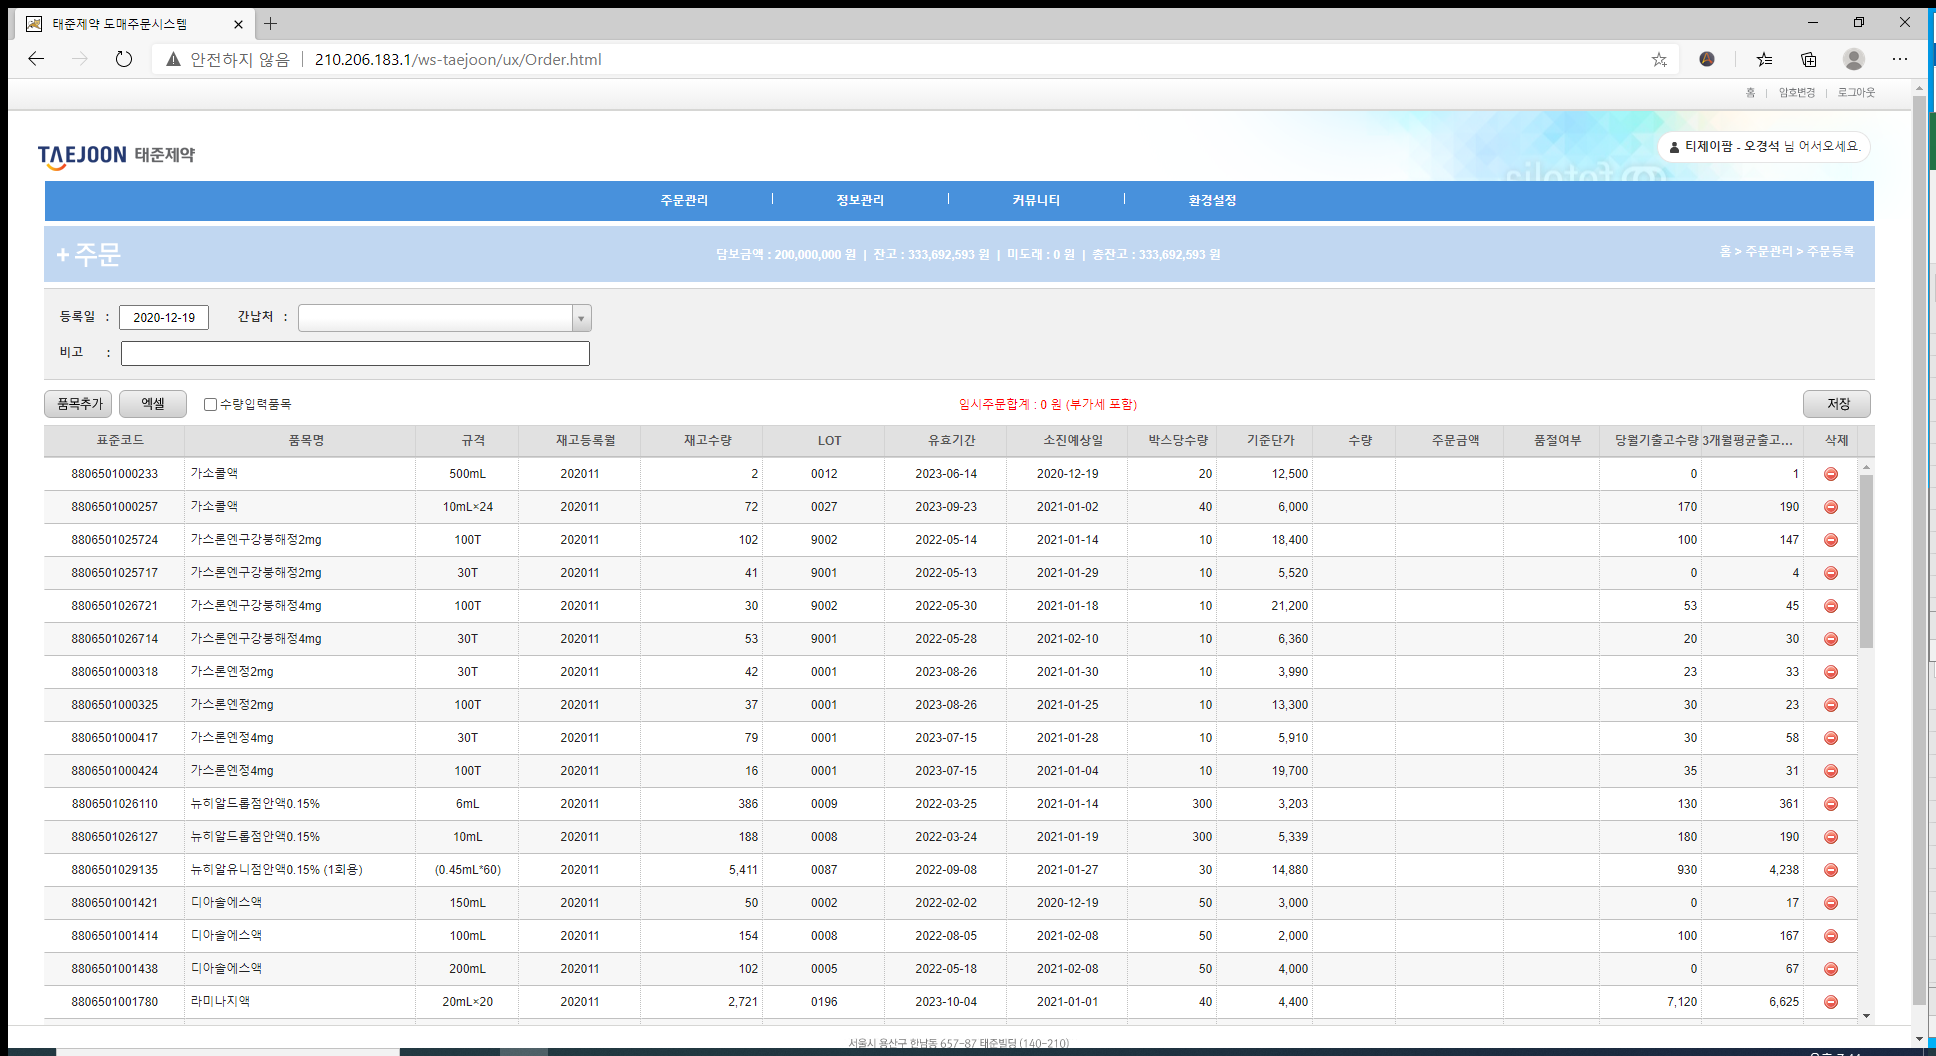 태준제약 도매주문시스템
안전하지 않음 | 210.206.183.1/ws-taejoon/ux/Order.html
홈 | 암호변경 | 로그아웃
TAEJOON 태준제약
티제이팜 - 오경석 님 어서오세요.
fotolia
주문관리 | 정보관리 | 커뮤니티 | 환경설정
+ 주문
담보금액 : 200,000,000 원 | 잔고 : 333,692,593 원 | 미도래 : 0 원 | 총잔고 : 333,692,593 원
홈 > 주문관리 > 주문등록
등록일 : 2020-12-19 간납처 :
비고 :
품목추가 엑셀 수량입력품목 임시주문합계 : 0 원 (부가세 포함) 저장
표준코드 품목명 규격 재고등록월 재고수량 LOT 유효기간 소진예상일 박스당수량 기준단가 수량 주문금액 품절여부 당월기출고수량 3개월평균출고... 삭제
8806501000233 가소콜액 500mL 202011 2 0012 2023-06-14 2020-12-19 20 12,500 0 1
8806501000257 가소콜액 10mL×24 202011 72 0027 2023-09-23 2021-01-02 40 6,000 170 190
8806501025724 가스론엔구강붕해정2mg 100T 202011 102 9002 2022-05-14 2021-01-14 10 18,400 100 147
8806501025717 가스론엔구강붕해정2mg 30T 202011 41 9001 2022-05-13 2021-01-29 10 5,520 0 4
8806501026721 가스론엔구강붕해정4mg 100T 202011 30 9002 2022-05-30 2021-01-18 10 21,200 53 45
8806501026714 가스론엔구강붕해정4mg 30T 202011 53 9001 2022-05-28 2021-02-10 10 6,360 20 30
8806501000318 가스론엔정2mg 30T 202011 42 0001 2023-08-26 2021-01-30 10 3,990 23 33
8806501000325 가스론엔정2mg 100T 202011 37 0001 2023-08-26 2021-01-25 10 13,300 30 23
8806501000417 가스론엔정4mg 30T 202011 79 0001 2023-07-15 2021-01-28 10 5,910 30 58
8806501000424 가스론엔정4mg 100T 202011 16 0001 2023-07-15 2021-01-04 10 19,700 35 31
8806501026110 뉴히알드롭점안액0.15% 6mL 202011 386 0009 2022-03-25 2021-01-14 300 3,203 130 361
8806501026127 뉴히알드롭점안액0.15% 10mL 202011 188 0008 2022-03-24 2021-01-19 300 5,339 180 190
8806501029135 뉴히알유니점안액0.15% (1회용) (0.45mL*60) 202011 5,411 0087 2022-09-08 2021-01-27 30 14,880 930 4,238
8806501001421 디아솔에스액 150mL 202011 50 0002 2022-02-02 2020-12-19 50 3,000 0 17
8806501001414 디아솔에스액 100mL 202011 154 0008 2022-08-05 2021-02-08 50 2,000 100 167
8806501001438 디아솔에스액 200mL 202011 102 0005 2022-05-18 2021-02-08 50 4,000 0 67
8806501001780 라미나지액 20mL×20 202011 2,721 0196 2023-10-04 2021-01-01 40 4,400 7,120 6,625
서울시 용산구 한남동 657-87 태준빌딩 (140-210)